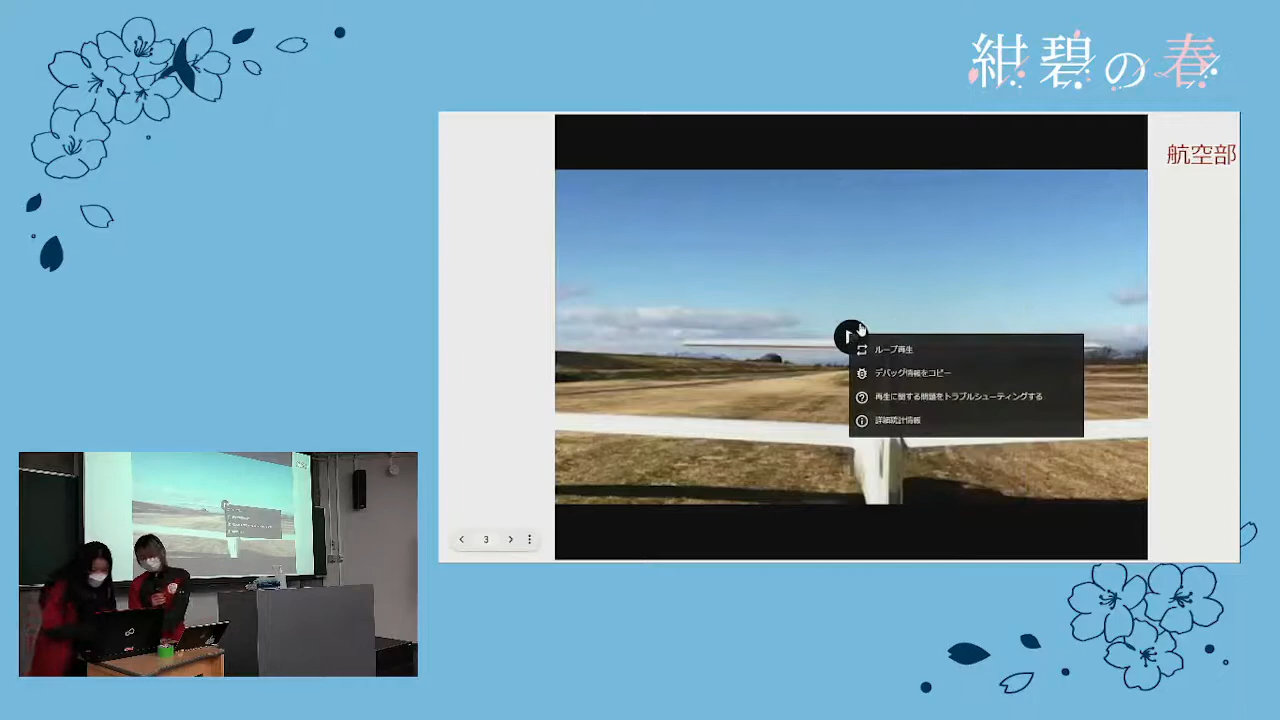 紺碧の春
航空部
ループ再生
デバッグ情報をコピー
再生に関する問題をトラブルシューティングする
詳細統計情報
3